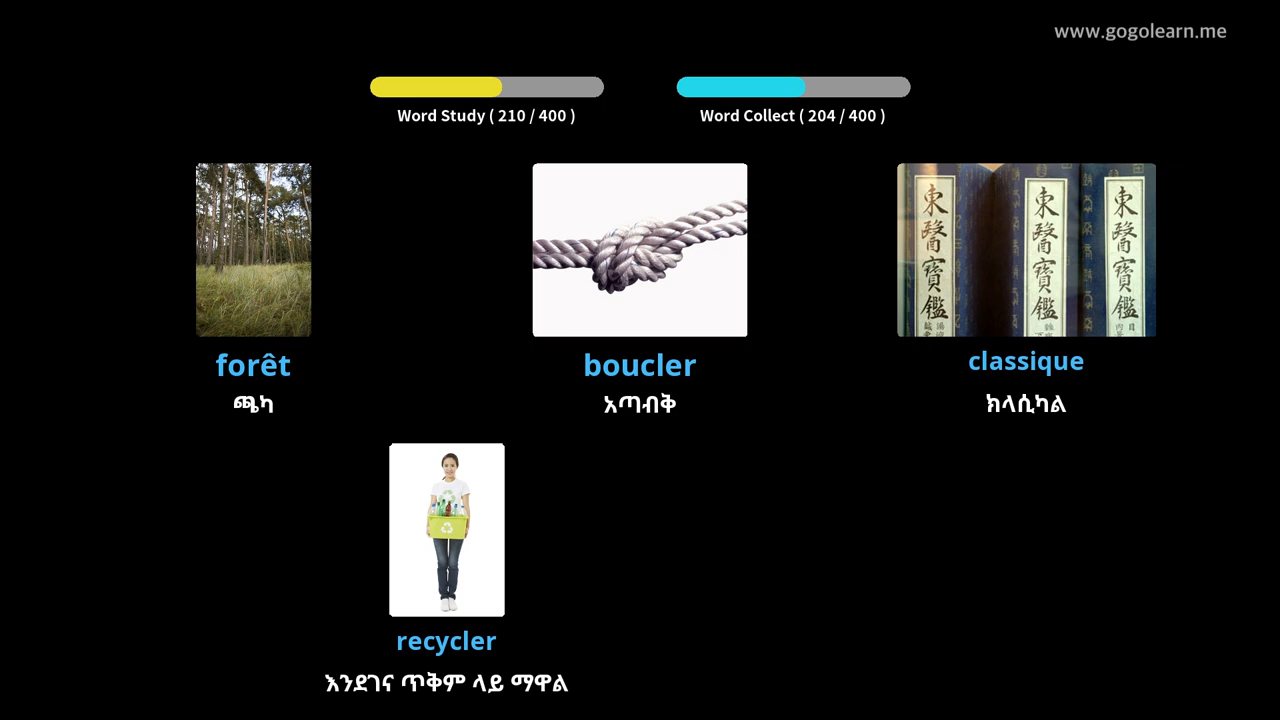 www.gogolearn.me
Word Study ( 210 / 400 )
Word Collect ( 204 / 400 )
東醫寶鑑
東醫寶鑑
東醫寶鑑
forêt
boucler
classique
ጫካ
አጣብቅ
ክላሲካል
recycler
እንደገና ጥቅም ላይ ማዋል